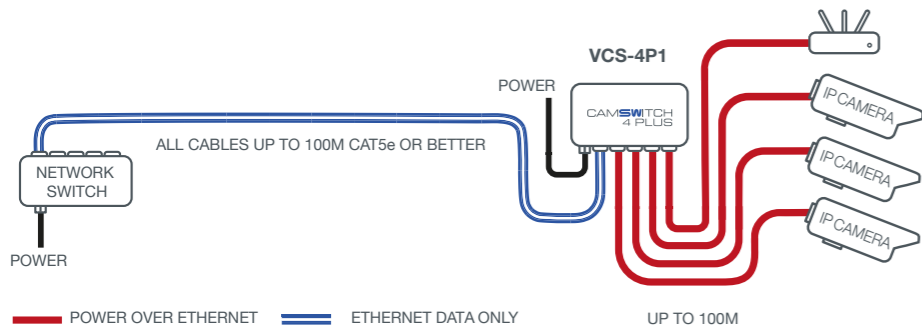 VCS-4P1
POWER
CAMSWITCH
4 PLUS
IP CAMERA
IP CAMERA
IP CAMERA
ALL CABLES UP TO 100M CAT5e OR BETTER
NETWORK
SWITCH
POWER
POWER OVER ETHERNET
ETHERNET DATA ONLY
UP TO 100M